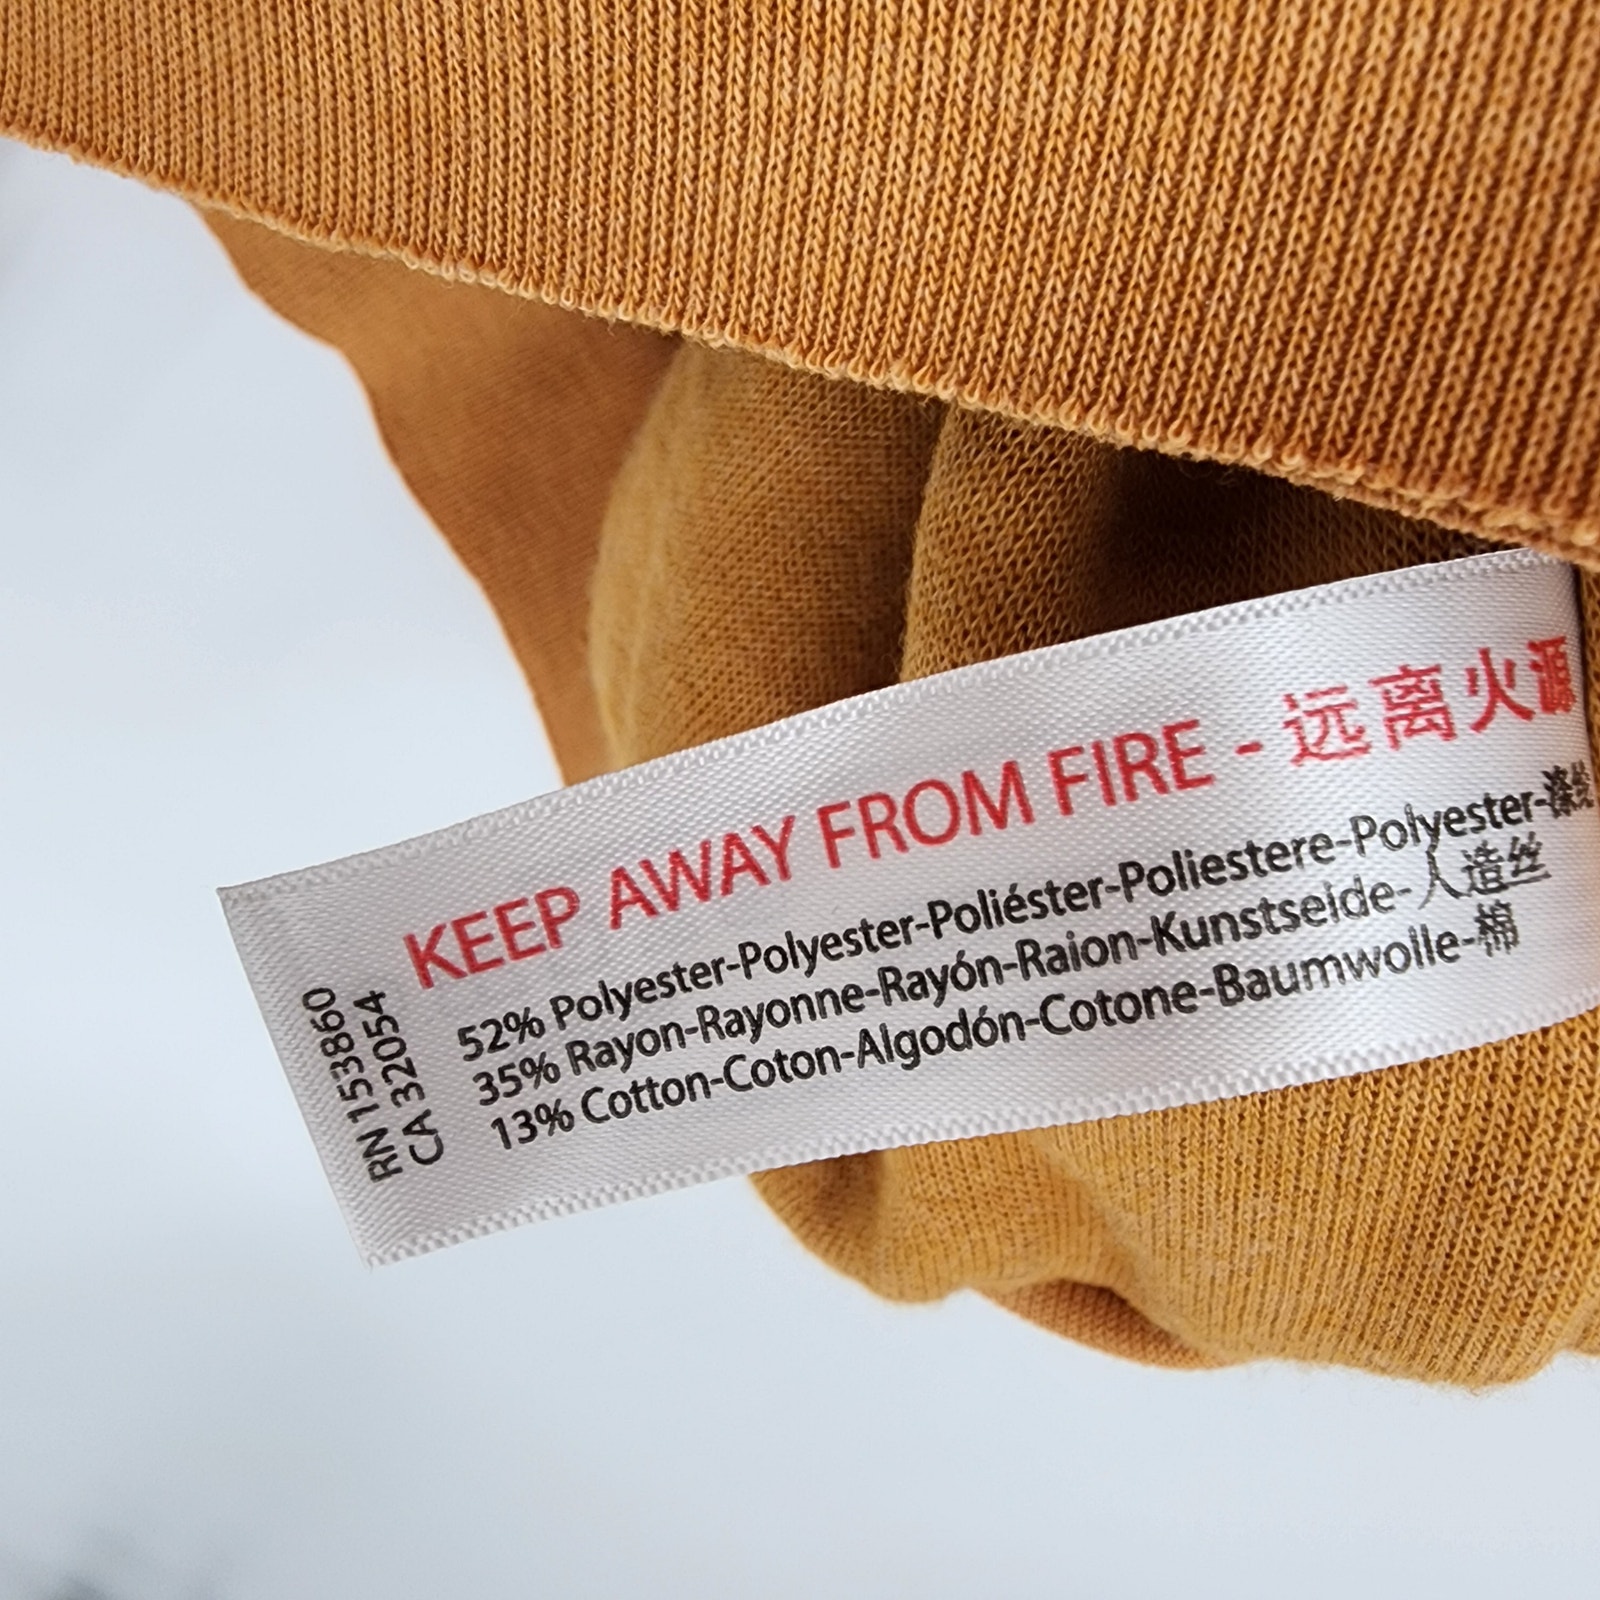 KEEP AWAY FROM FIRE - 远离火源
52% Polyester-Polyester-Poliéster-Poliestere-Polyester-涤纶
35% Rayon-Rayonne-Rayón-Raion-Kunstseide-人造丝
13% Cotton-Coton-Algodón-Cotone-Baumwolle-棉
RN 153860
CA 32054